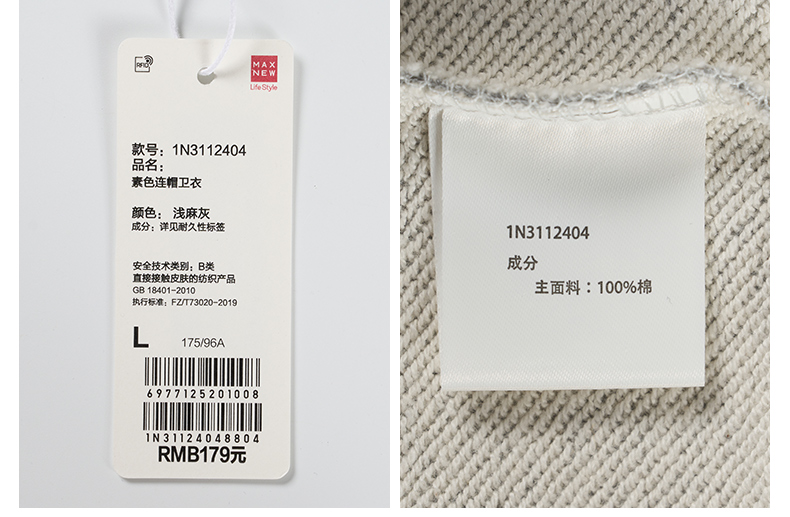 RFID
MAX
NEW
LifeStyle
款号：1N3112404
品名：
素色连帽卫衣
颜色：浅麻灰
成分：详见耐久性标签
安全技术类别：B类
直接接触皮肤的纺织产品
GB 18401-2010
执行标准：FZ/T73020-2019
L 175/96A
6977125201008
1N31124048804
RMB179元
1N3112404
成分
主面料：100%棉